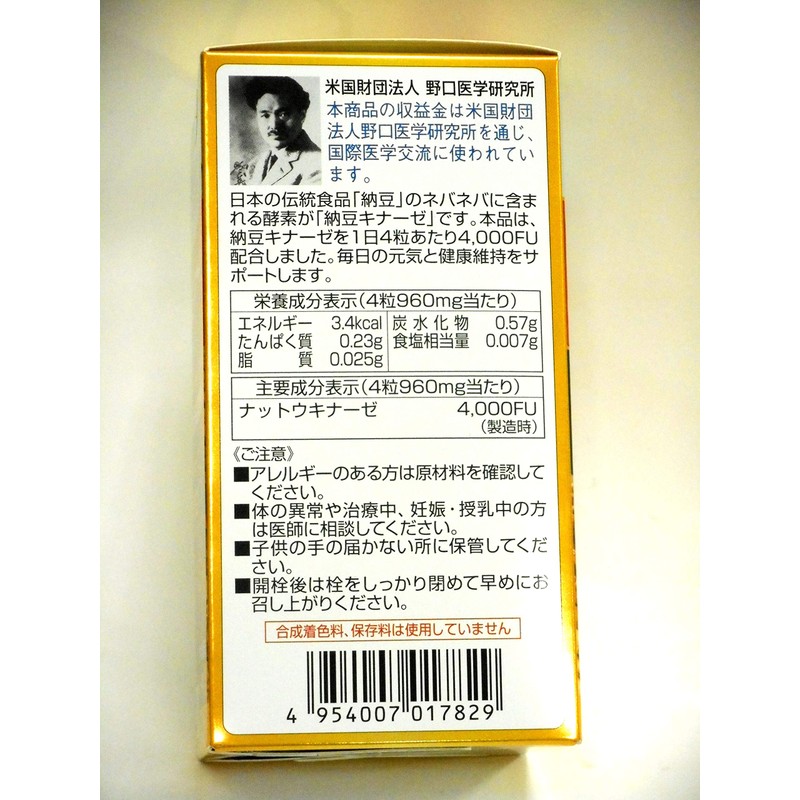 米国財団法人 野口医学研究所
本商品の収益金は米国財団
法人野口医学研究所を通じ、
国際医学交流に使われてい
ます。
日本の伝統食品「納豆」のネバネバに含ま
れる酵素が「納豆キナーゼ」です。本品は、
納豆キナーゼを1日4粒あたり4,000FU
配合しました。毎日の元気と健康維持をサ
ポートします。
栄養成分表示(4粒960mg当たり)
エネルギー 3.4kcal 炭水化物 0.57g
たんぱく質 0.23g 食塩相当量 0.007g
脂質 0.025g
主要成分表示(4粒960mg当たり)
ナットウキナーゼ 4,000FU
(製造時)
《ご注意》
■アレルギーのある方は原材料を確認して
ください。
■体の異常や治療中、妊娠・授乳中の方
は医師に相談してください。
■子供の手の届かない所に保管してくだ
さい。
■開栓後は栓をしっかり閉めて早めにお
召し上がりください。
合成着色料、保存料は使用していません
4 954007 017829